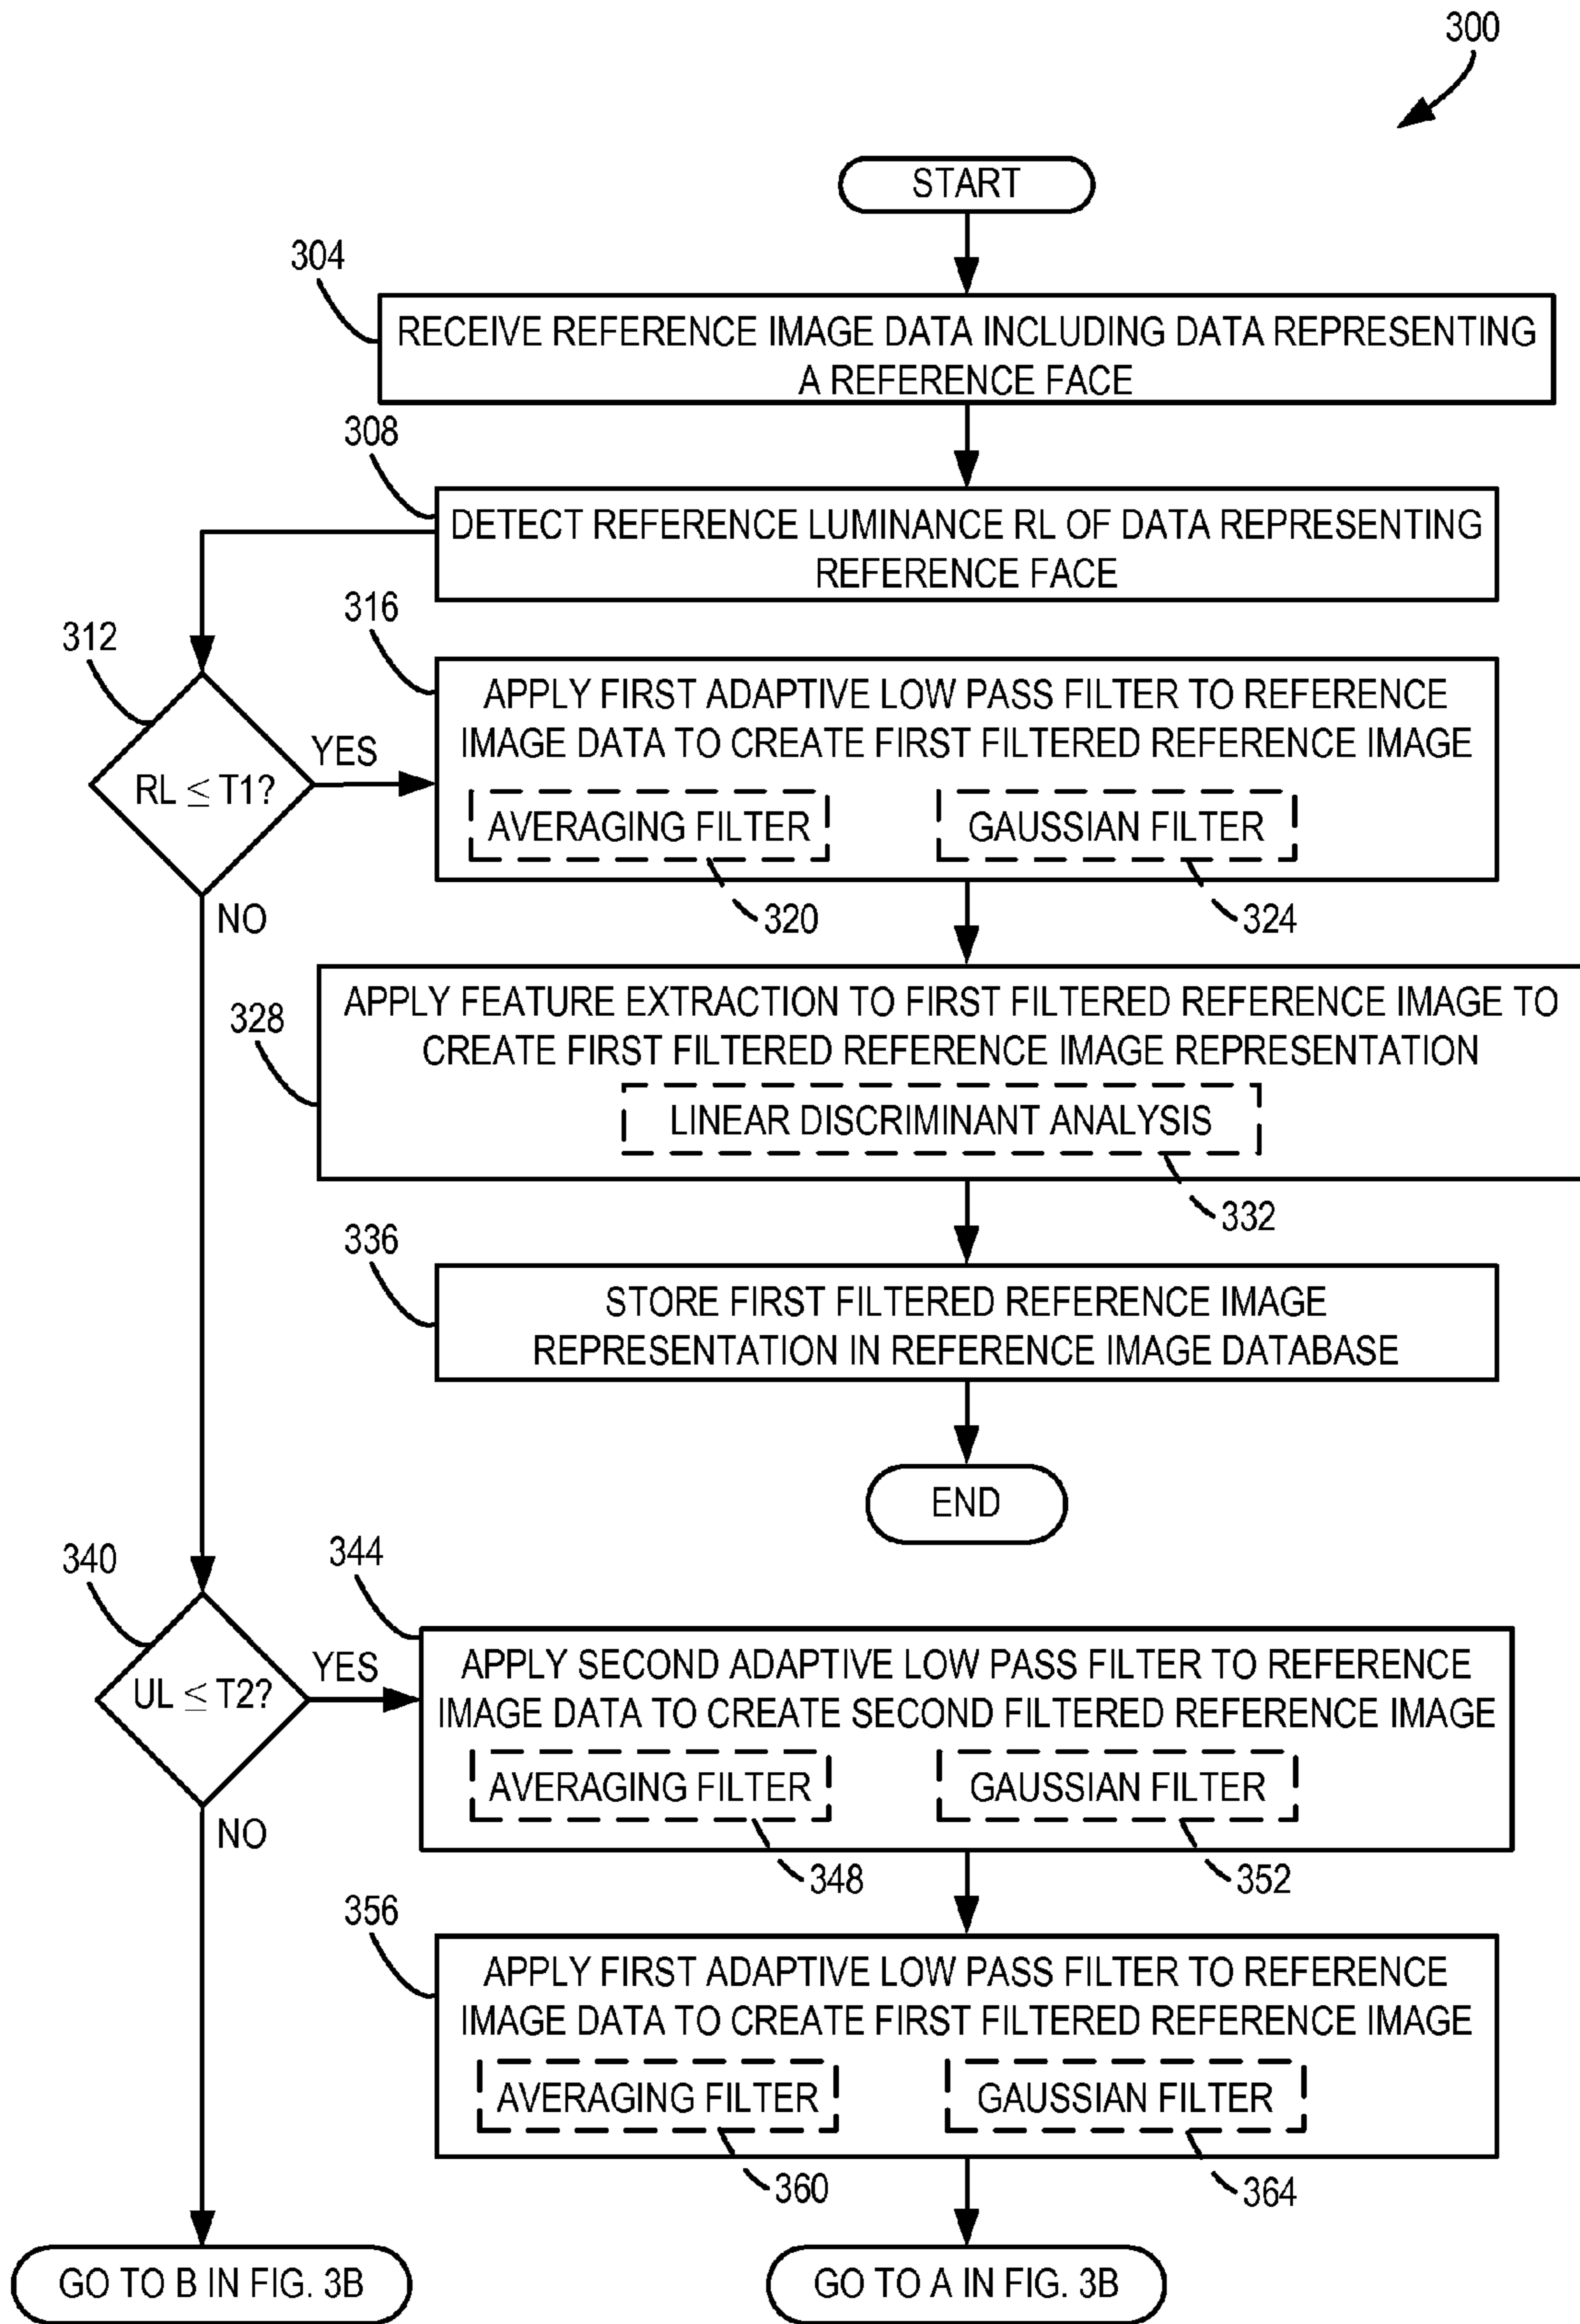 300
START
304
RECEIVE REFERENCE IMAGE DATA INCLUDING DATA REPRESENTING
A REFERENCE FACE
308
DETECT REFERENCE LUMINANCE RL OF DATA REPRESENTING
REFERENCE FACE
312
RL ≤ T1?
YES
NO
316
APPLY FIRST ADAPTIVE LOW PASS FILTER TO REFERENCE
IMAGE DATA TO CREATE FIRST FILTERED REFERENCE IMAGE
AVERAGING FILTER
GAUSSIAN FILTER
320
324
328
APPLY FEATURE EXTRACTION TO FIRST FILTERED REFERENCE IMAGE TO
CREATE FIRST FILTERED REFERENCE IMAGE REPRESENTATION
LINEAR DISCRIMINANT ANALYSIS
332
336
STORE FIRST FILTERED REFERENCE IMAGE
REPRESENTATION IN REFERENCE IMAGE DATABASE
END
340
UL ≤ T2?
YES
NO
344
APPLY SECOND ADAPTIVE LOW PASS FILTER TO REFERENCE
IMAGE DATA TO CREATE SECOND FILTERED REFERENCE IMAGE
AVERAGING FILTER
GAUSSIAN FILTER
348
352
356
APPLY FIRST ADAPTIVE LOW PASS FILTER TO REFERENCE
IMAGE DATA TO CREATE FIRST FILTERED REFERENCE IMAGE
AVERAGING FILTER
GAUSSIAN FILTER
360
364
GO TO B IN FIG. 3B
GO TO A IN FIG. 3B